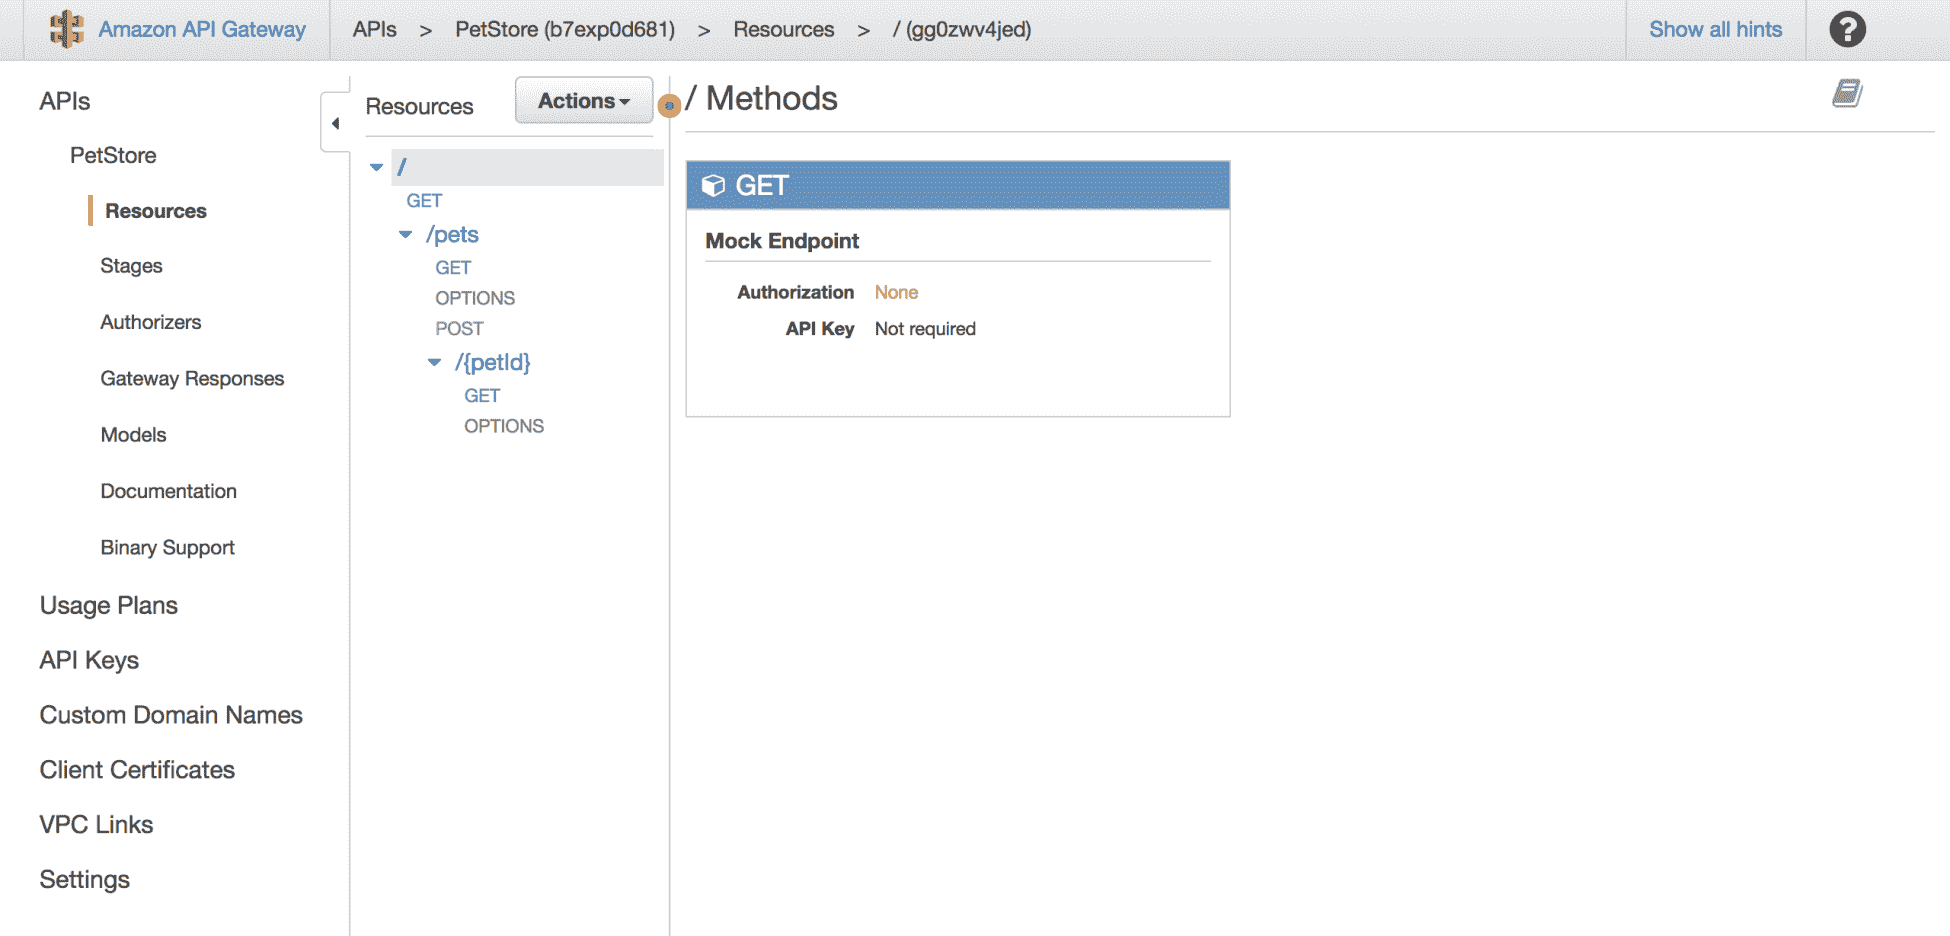 Amazon API Gateway
APIs > PetStore (b7exp0d681) > Resources > / (gg0zwv4jed)
Show all hints
?
APIs
PetStore
Resources
Stages
Authorizers
Gateway Responses
Models
Documentation
Binary Support
Usage Plans
API Keys
Custom Domain Names
Client Certificates
VPC Links
Settings
Resources
Actions
/
GET
/pets
GET
OPTIONS
POST
/{petId}
GET
OPTIONS
/ Methods
GET
Mock Endpoint
Authorization None
API Key Not required